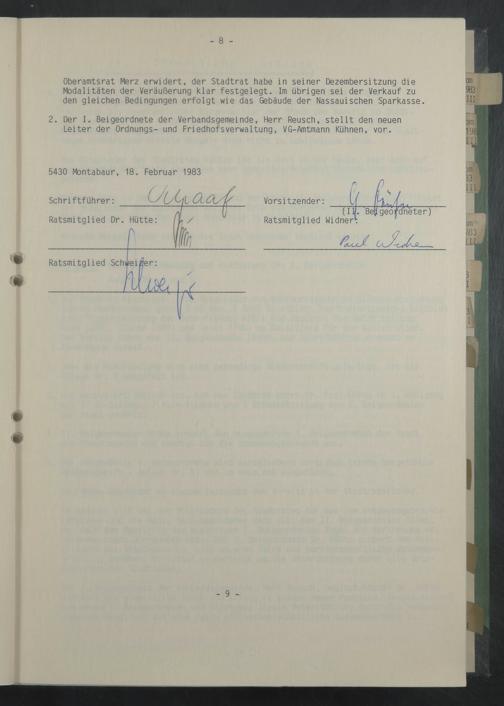 - 8 -
Oberamtsrat Merz erwidert, der Stadtrat habe in seiner Dezembersitzung die
Modalitäten der Veräußerung klar festgelegt. Im übrigen sei der Verkauf zu
den gleichen Bedingungen erfolgt wie das Gebäude der Nassauischen Sparkasse.
2. Der I. Beigeordnete der Verbandsgemeinde, Herr Reusch, stellt den neuen
Leiter der Ordnungs- und Friedhofsverwaltung, VG-Amtmann Kühnen, vor.
5430 Montabaur, 18. Februar 1983
Schriftführer:
Vorsitzender:
(II. Beigeordneter)
Ratsmitglied Dr. Hütte:
Ratsmitglied Widner:
Paul Widner
Ratsmitglied Schweizer:
- 9 -